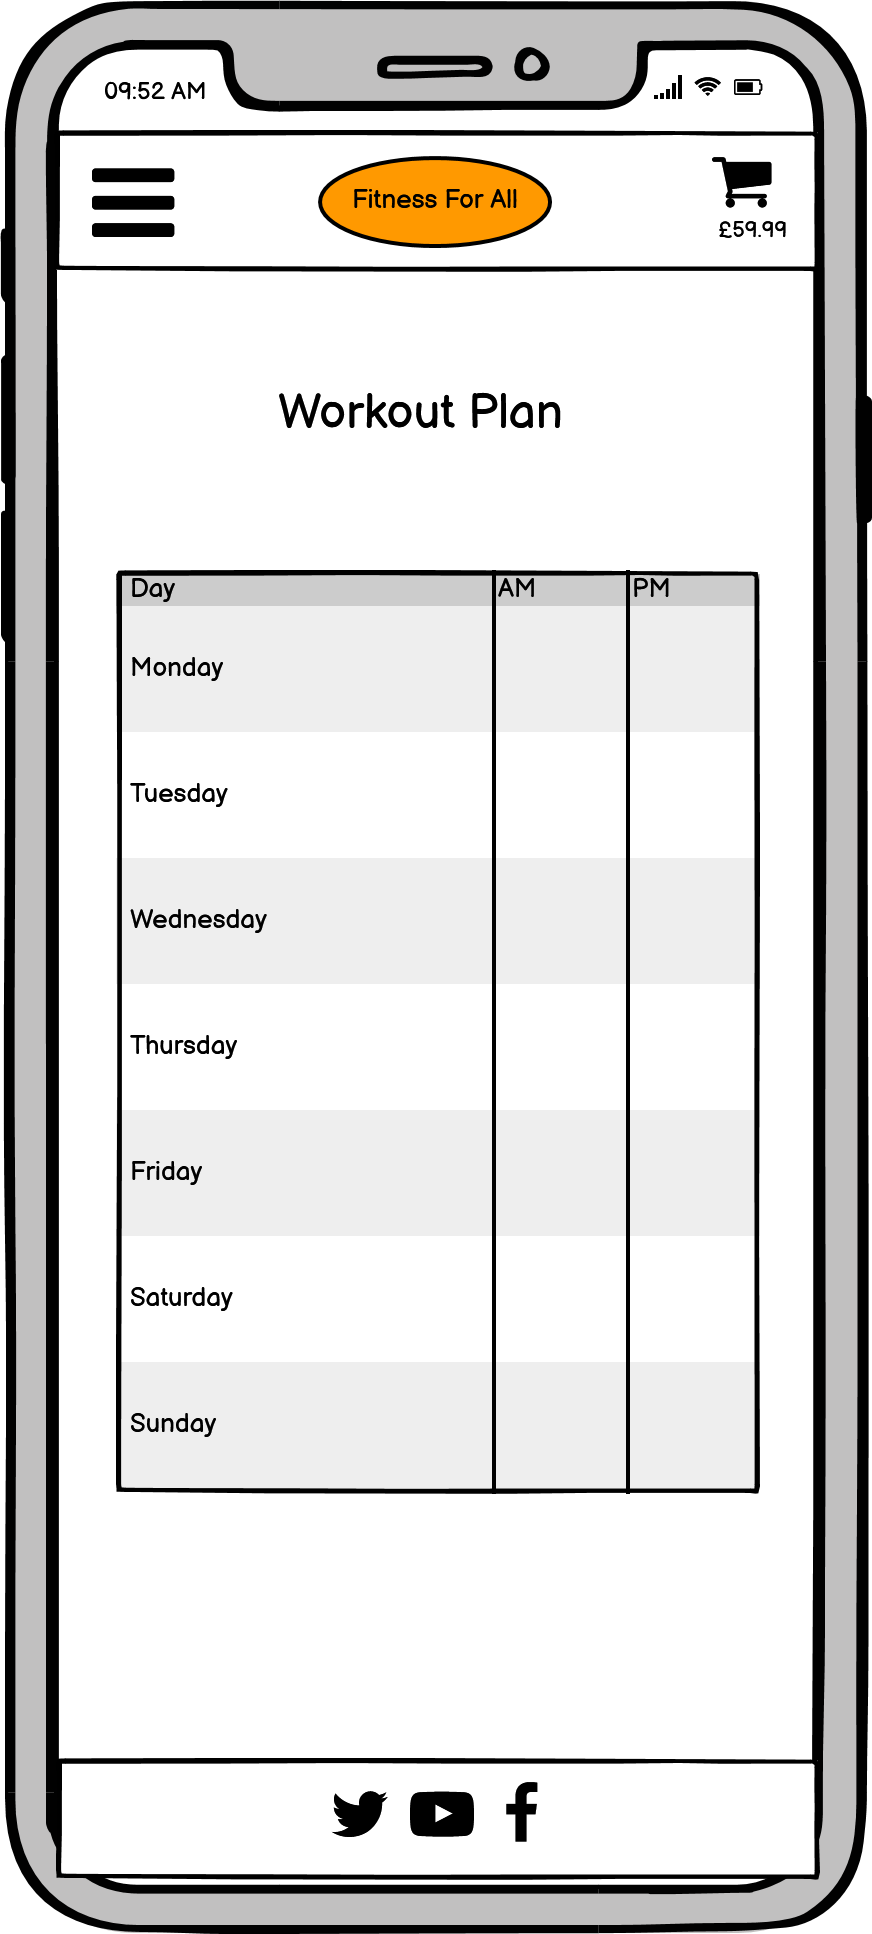 09:52 AM
Fitness For All
£59.99
Workout Plan
Day AM PM
Monday
Tuesday
Wednesday
Thursday
Friday
Saturday
Sunday